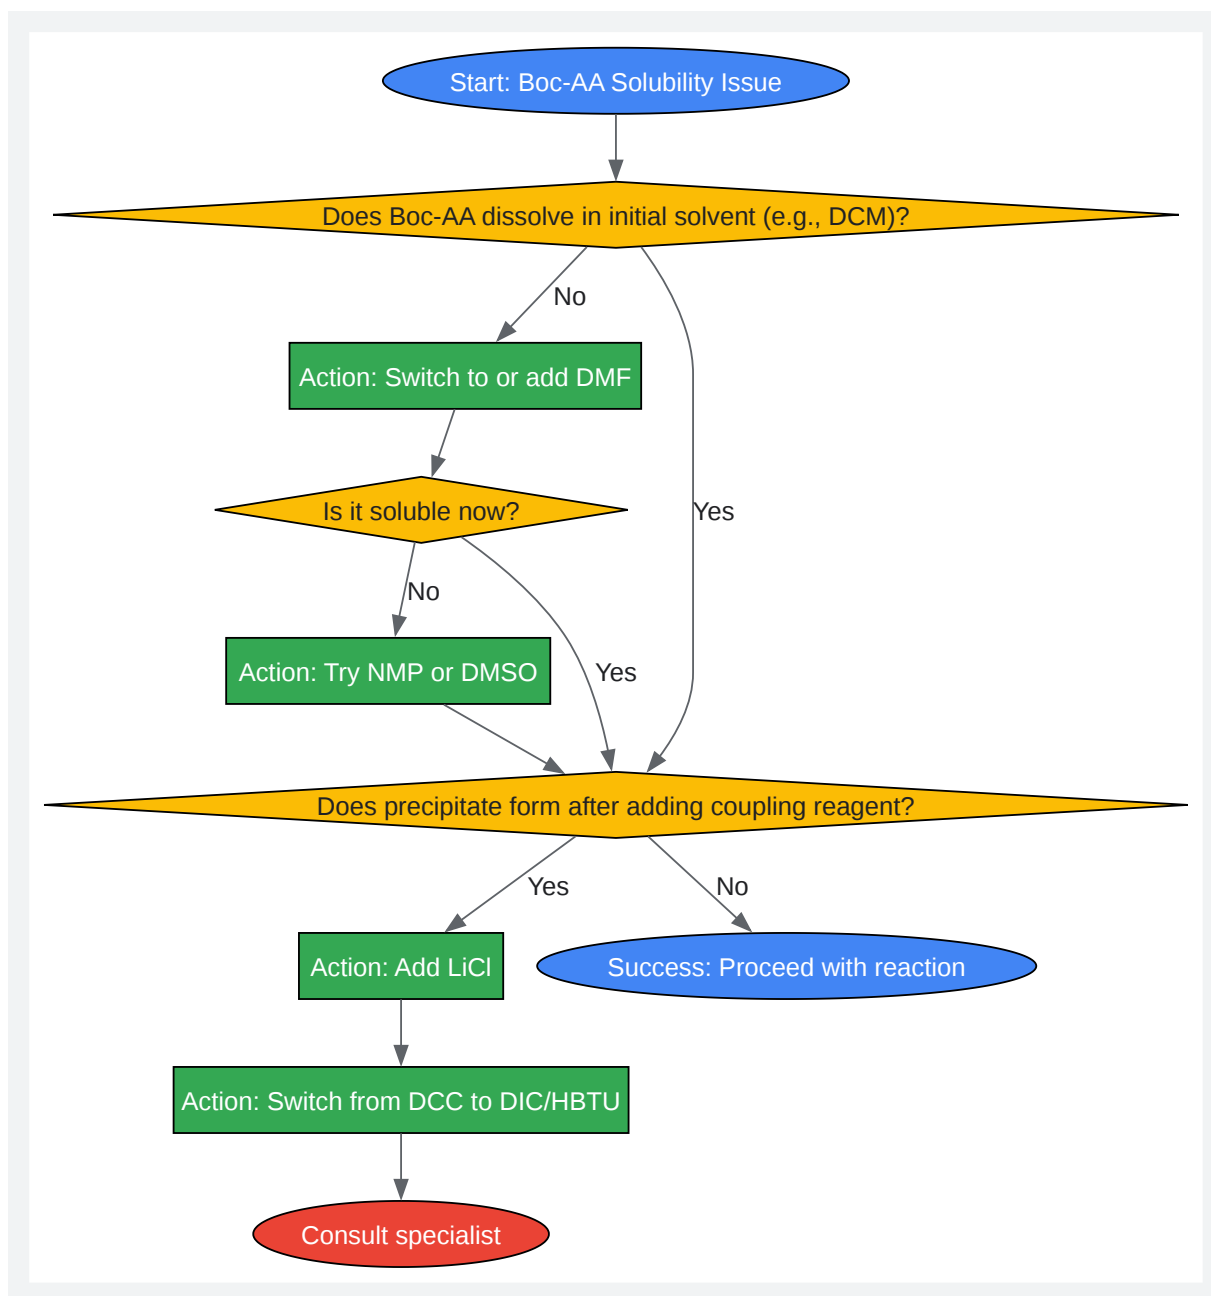 Start: Boc-AA Solubility Issue
Does Boc-AA dissolve in initial solvent (e.g., DCM)?
No
Action: Switch to or add DMF
Is it soluble now?
Yes
No
Action: Try NMP or DMSO
Yes
Does precipitate form after adding coupling reagent?
Yes
No
Action: Add LiCl
Success: Proceed with reaction
Action: Switch from DCC to DIC/HBTU
Consult specialist